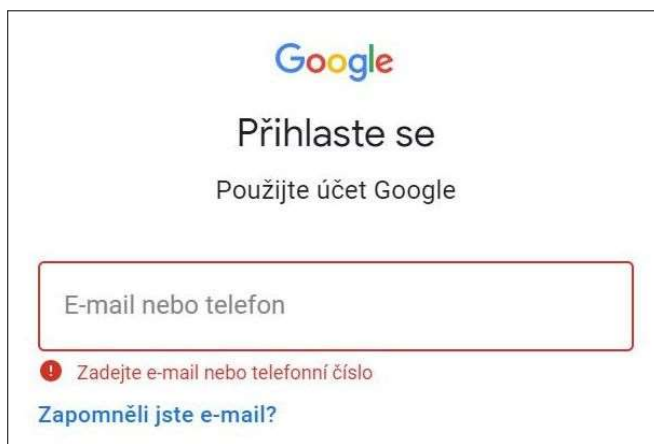 Google
Přihlaste se
Použijte účet Google
E-mail nebo telefon
Zadejte e-mail nebo telefonní číslo
Zapomněli jste e-mail?